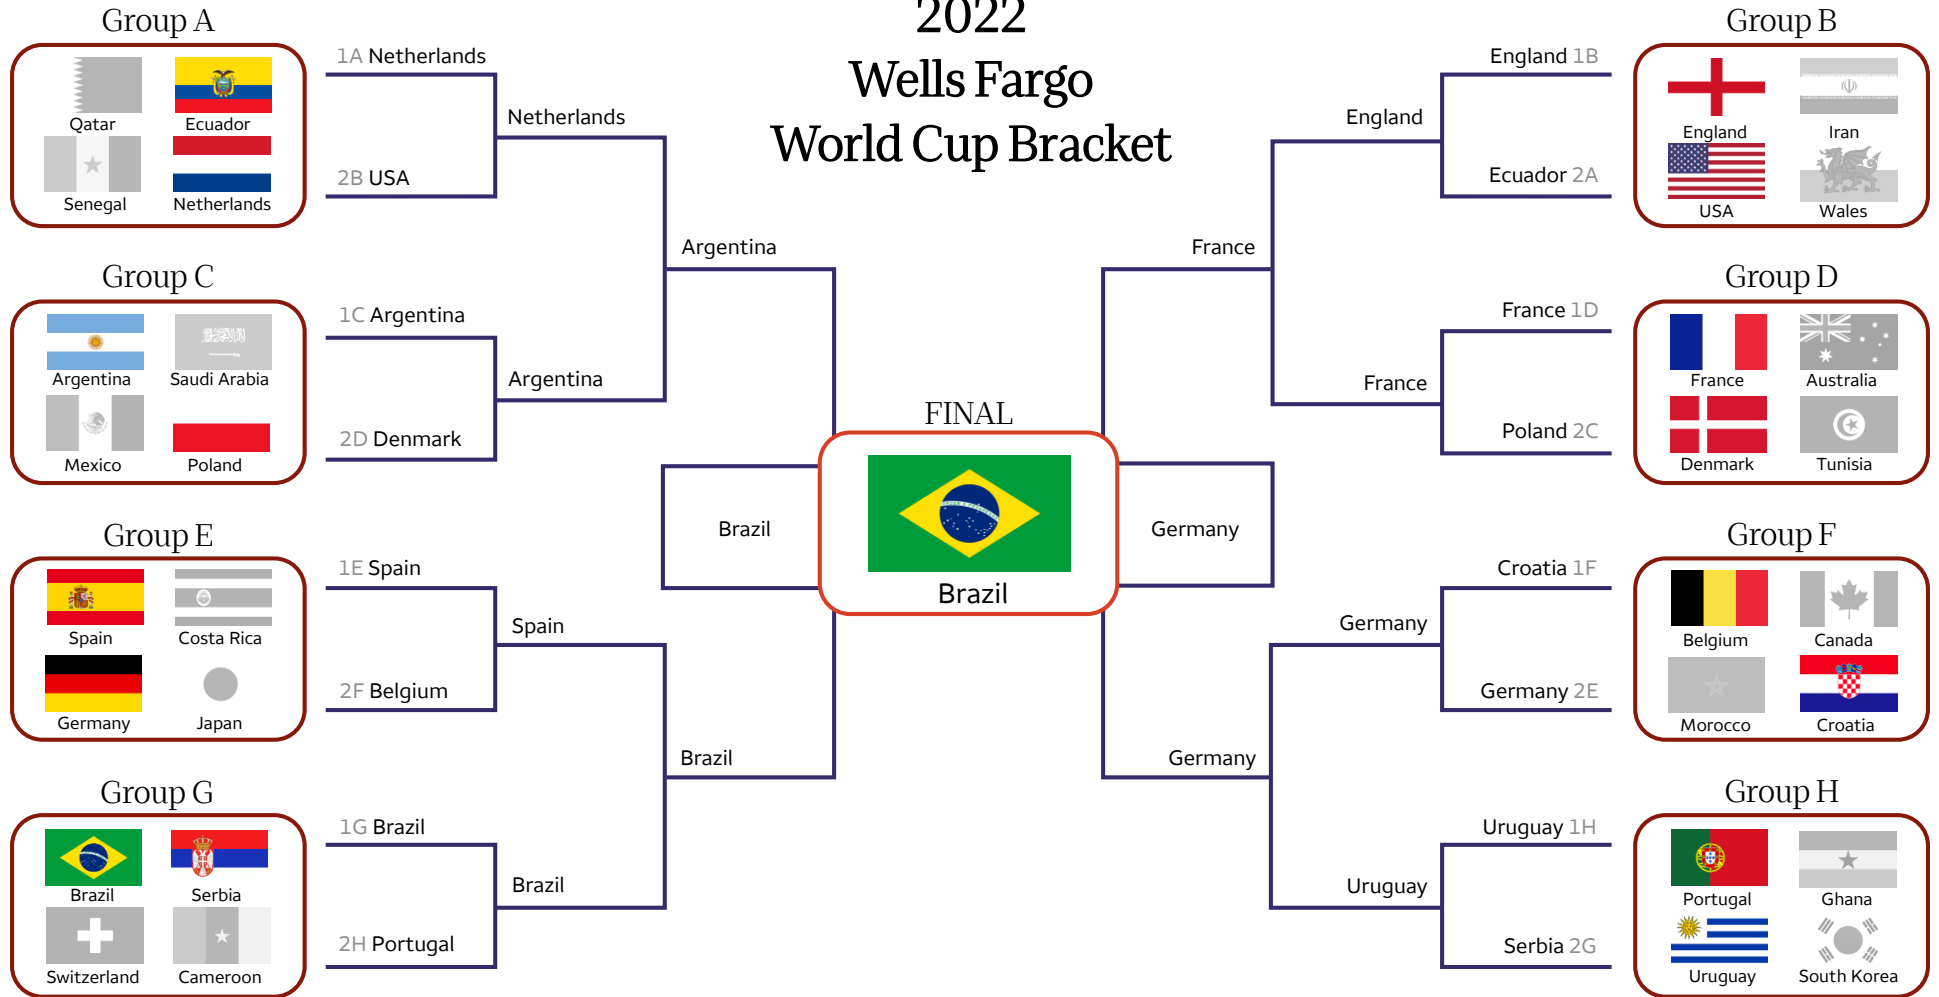 2022
Wells Fargo
World Cup Bracket
Group A
Qatar
Ecuador
Senegal
Netherlands
Group C
Argentina
Saudi Arabia
Mexico
Poland
Group E
Spain
Costa Rica
Germany
Japan
Group G
Brazil
Serbia
Switzerland
Cameroon
1A Netherlands
2B USA
1C Argentina
2D Denmark
1E Spain
2F Belgium
1G Brazil
2H Portugal
Netherlands
Argentina
Spain
Brazil
Argentina
Brazil
Brazil
FINAL
Brazil
Germany
France
Germany
England
France
Germany
Uruguay
England 1B
Ecuador 2A
France 1D
Poland 2C
Croatia 1F
Germany 2E
Uruguay 1H
Serbia 2G
Group B
England
Iran
USA
Wales
Group D
France
Australia
Denmark
Tunisia
Group F
Belgium
Canada
Morocco
Croatia
Group H
Portugal
Ghana
Uruguay
South Korea